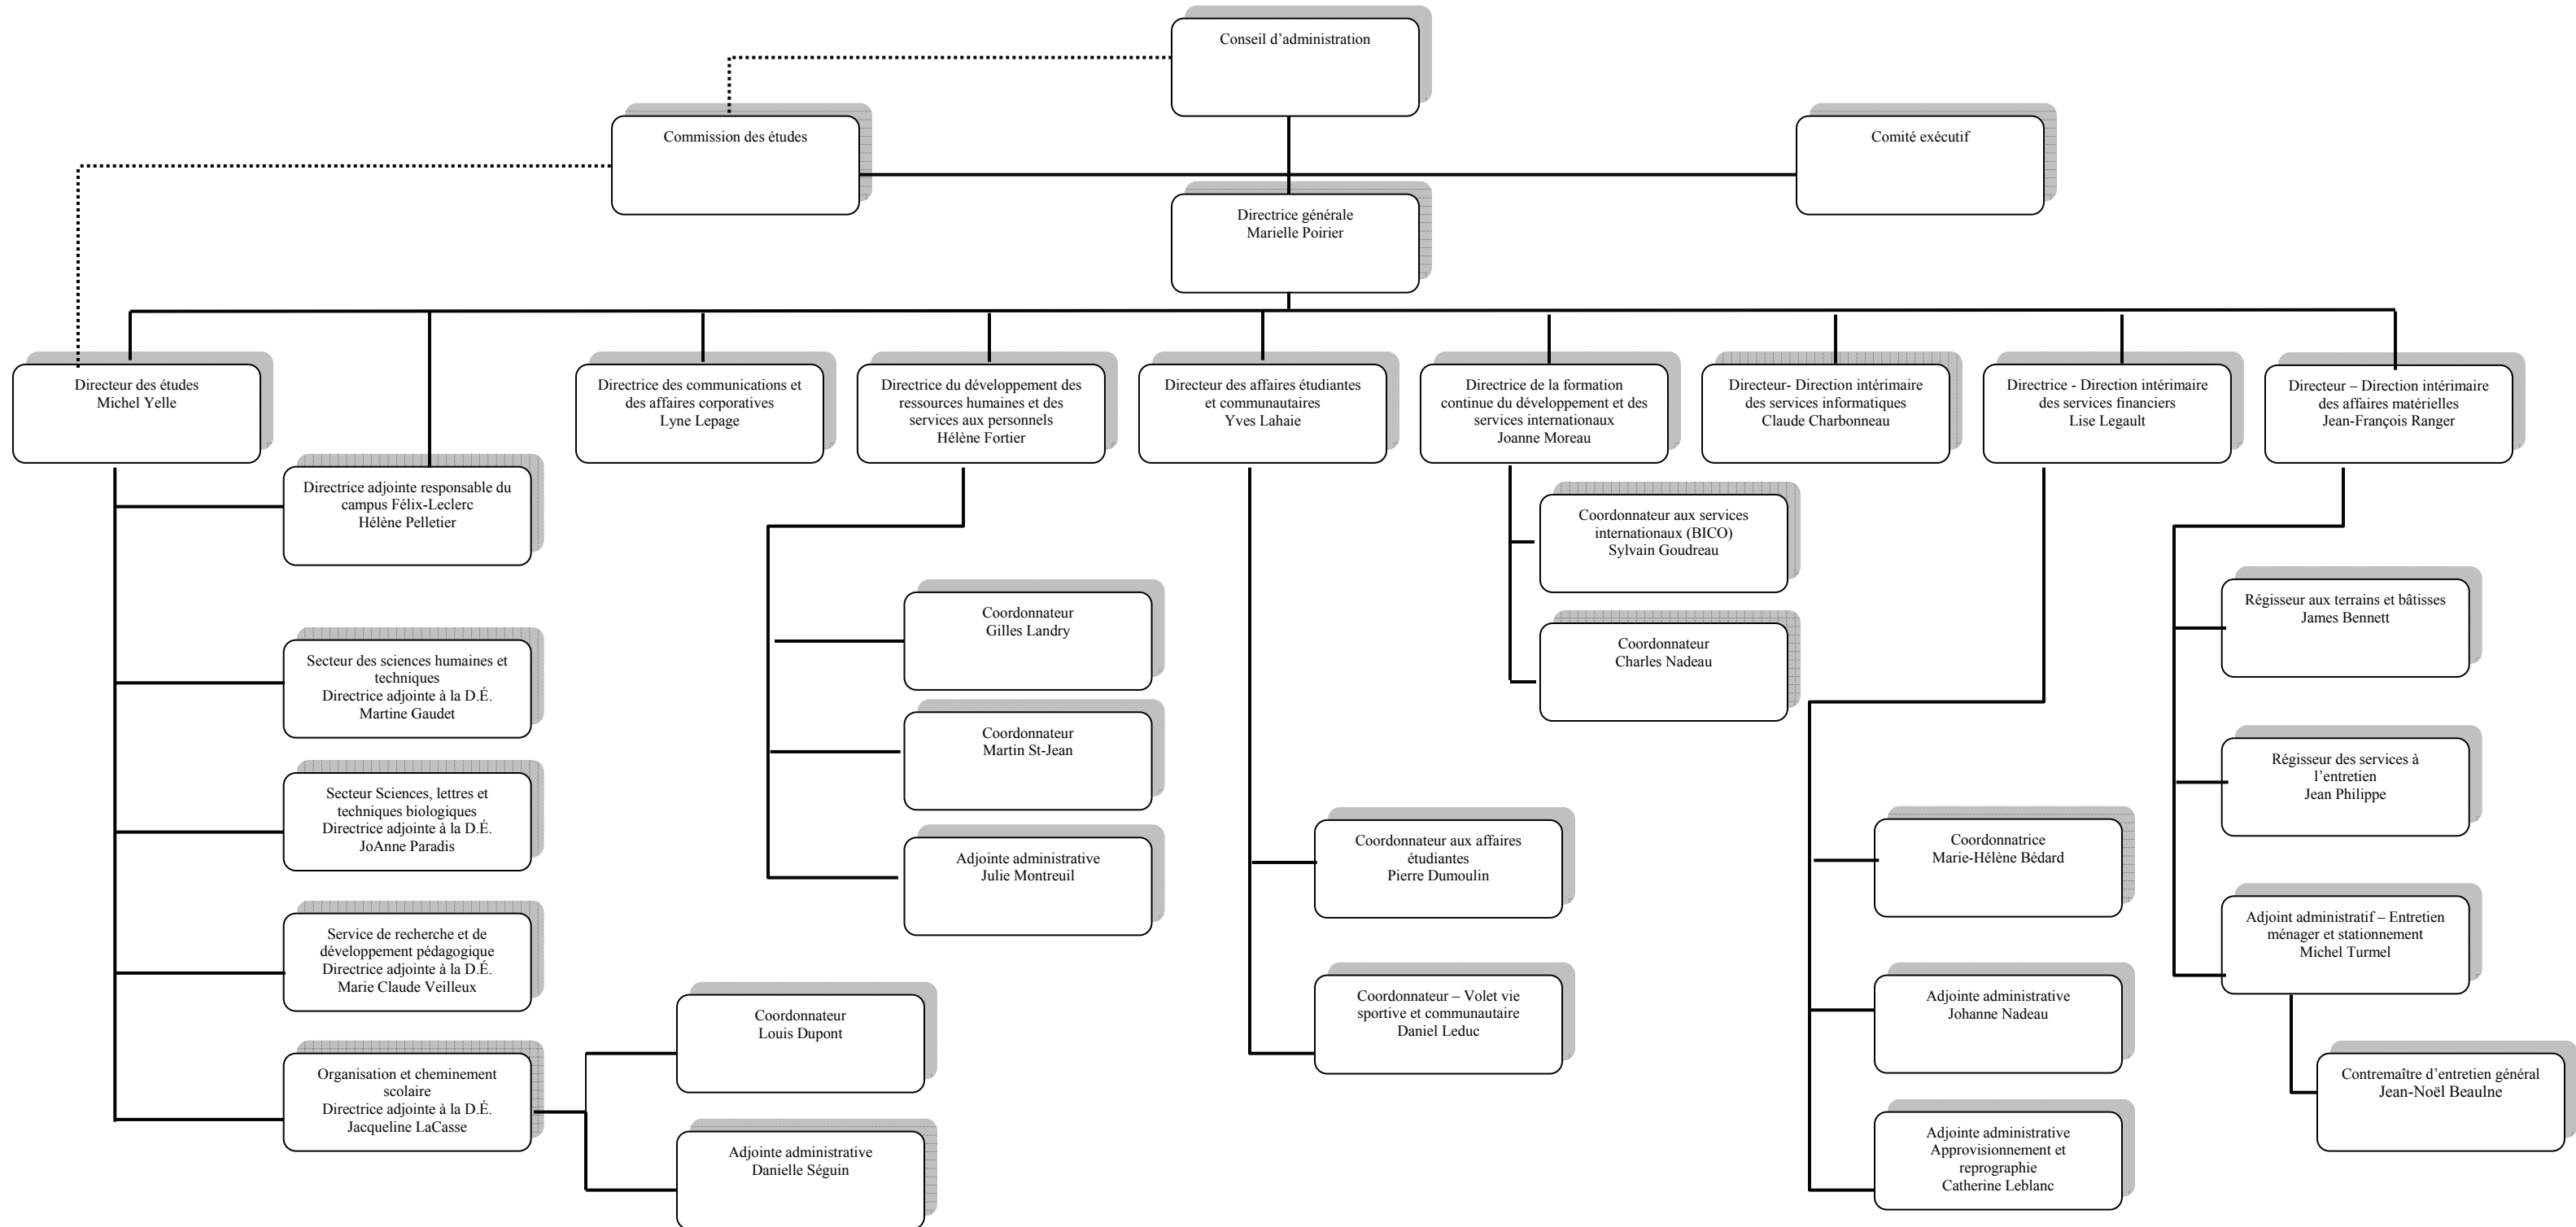 Conseil d’administration
Commission des études
Comité exécutif
Directrice générale
Marielle Poirier
Directeur des études
Michel Yelle
Directrice des communications et
des affaires corporatives
Lyne Lepage
Directrice du développement des
ressources humaines et des
services aux personnels
Hélène Fortier
Directeur des affaires étudiantes
et communautaires
Yves Lahaie
Directrice de la formation
continue du développement et des
services internationaux
Joanne Moreau
Directeur- Direction intérimaire
des services informatiques
Claude Charbonneau
Directrice - Direction intérimaire
des services financiers
Lise Legault
Directeur – Direction intérimaire
des affaires matérielles
Jean-François Ranger
Directrice adjointe responsable du
campus Félix-Leclerc
Hélène Pelletier
Secteur des sciences humaines et
techniques
Directrice adjointe à la D.É.
Martine Gaudet
Secteur Sciences, lettres et
techniques biologiques
Directrice adjointe à la D.É.
JoAnne Paradis
Service de recherche et de
développement pédagogique
Directrice adjointe à la D.É.
Marie Claude Veilleux
Organisation et cheminement
scolaire
Directrice adjointe à la D.É.
Jacqueline LaCasse
Coordonnateur
Louis Dupont
Adjointe administrative
Danielle Séguin
Coordonnateur
Gilles Landry
Coordonnateur
Martin St-Jean
Adjointe administrative
Julie Montreuil
Coordonnateur aux affaires
étudiantes
Pierre Dumoulin
Coordonnateur – Volet vie
sportive et communautaire
Daniel Leduc
Coordonnateur aux services
internationaux (BICO)
Sylvain Goudreau
Coordonnateur
Charles Nadeau
Coordonnatrice
Marie-Hélène Bédard
Adjointe administrative
Johanne Nadeau
Adjointe administrative
Approvisionnement et
reprographie
Catherine Leblanc
Régisseur aux terrains et bâtisses
James Bennett
Régisseur des services à
l’entretien
Jean Philippe
Adjoint administratif – Entretien
ménager et stationnement
Michel Turmel
Contremaître d’entretien général
Jean-Noël Beaulne